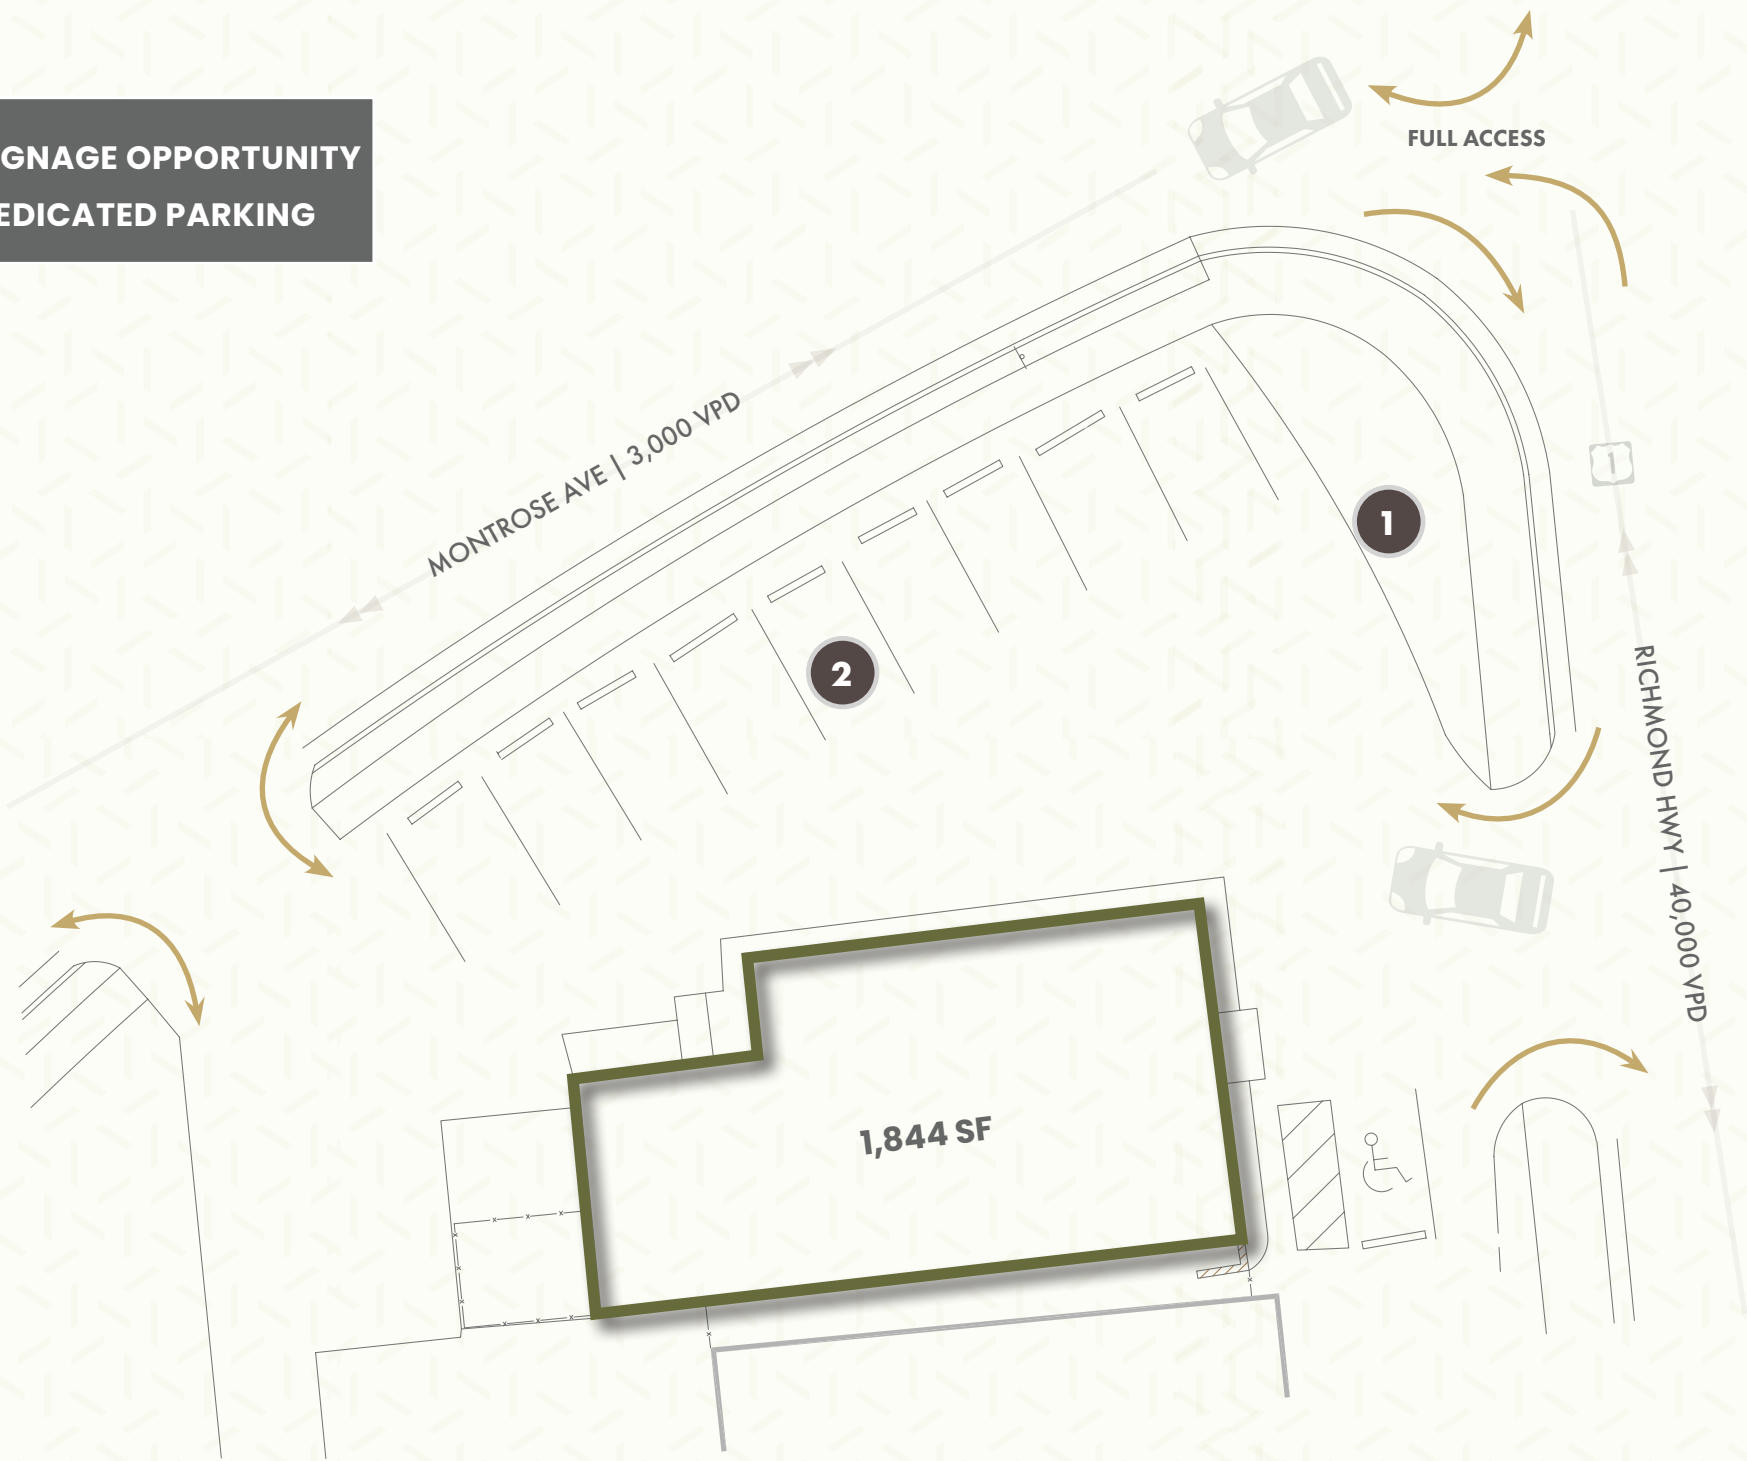 GNAGE OPPORTUNITY
EDICATED PARKING
FULL ACCESS
MONTROSE AVE | 3,000 VPD
1
1
2
RICHMOND HWY | 40,000 VPD
1,844 SF